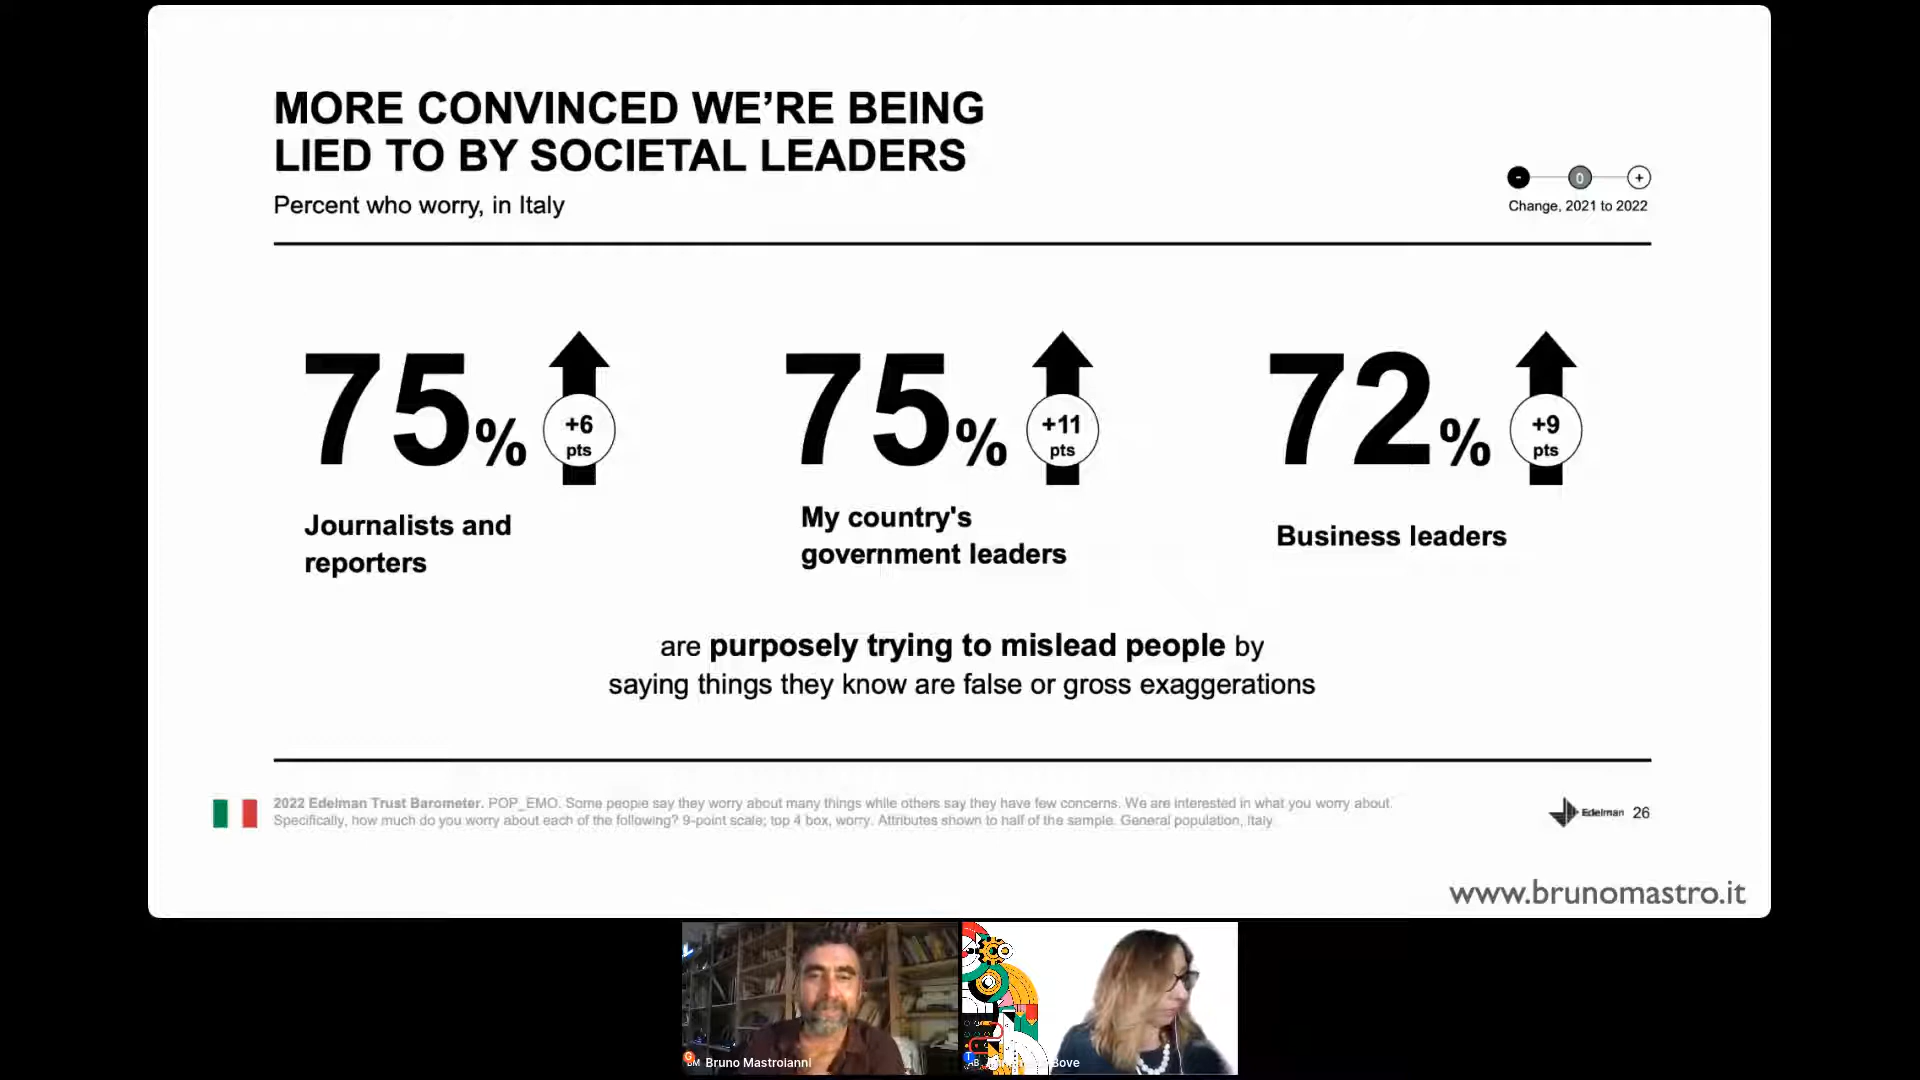 MORE CONVINCED WE’RE BEING
LIED TO BY SOCIETAL LEADERS
Percent who worry, in Italy
- 0 +
Change, 2021 to 2022
75% +6 pts
Journalists and
reporters
75% +11 pts
My country's
government leaders
72% +9 pts
Business leaders
are purposely trying to mislead people by
saying things they know are false or gross exaggerations
2022 Edelman Trust Barometer. POP_EMO. Some people say they worry about many things while others say they have few concerns. We are interested in what you worry about.
Specifically, how much do you worry about each of the following? 9-point scale; top 4 box, worry. Attributes shown to half of the sample. General population, Italy.
Edelman 26
www.brunomastro.it
BM Bruno Mastroianni
AB Bove